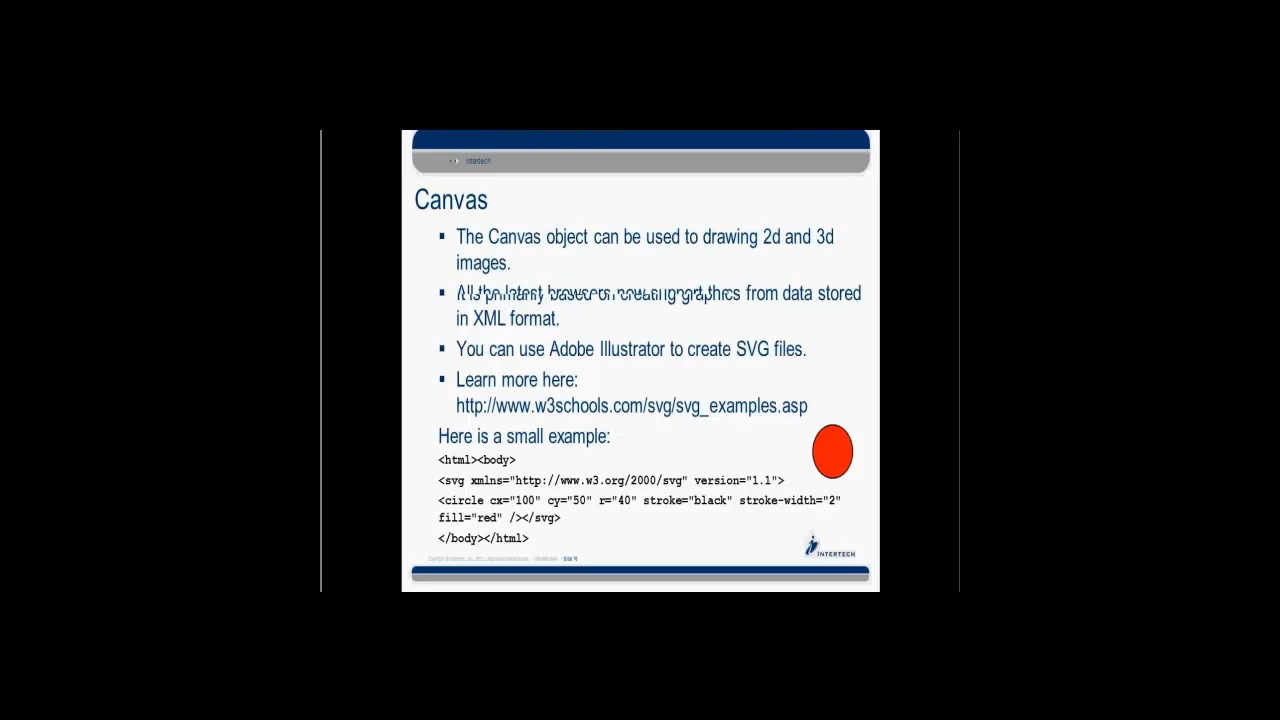 Intertech
Canvas
▪ The Canvas object can be used to drawing 2d and 3d
images.
▪ from data stored
in XML format.
▪ You can use Adobe Illustrator to create SVG files.
▪ Learn more here:
http://www.w3schools.com/svg/svg_examples.asp
Here is a small example:
<html><body>
<svg xmlns="http://www.w3.org/2000/svg" version="1.1">
<circle cx="100" cy="50" r="40" stroke="black" stroke-width="2"
fill="red" /></svg>
</body></html>
INTERTECH